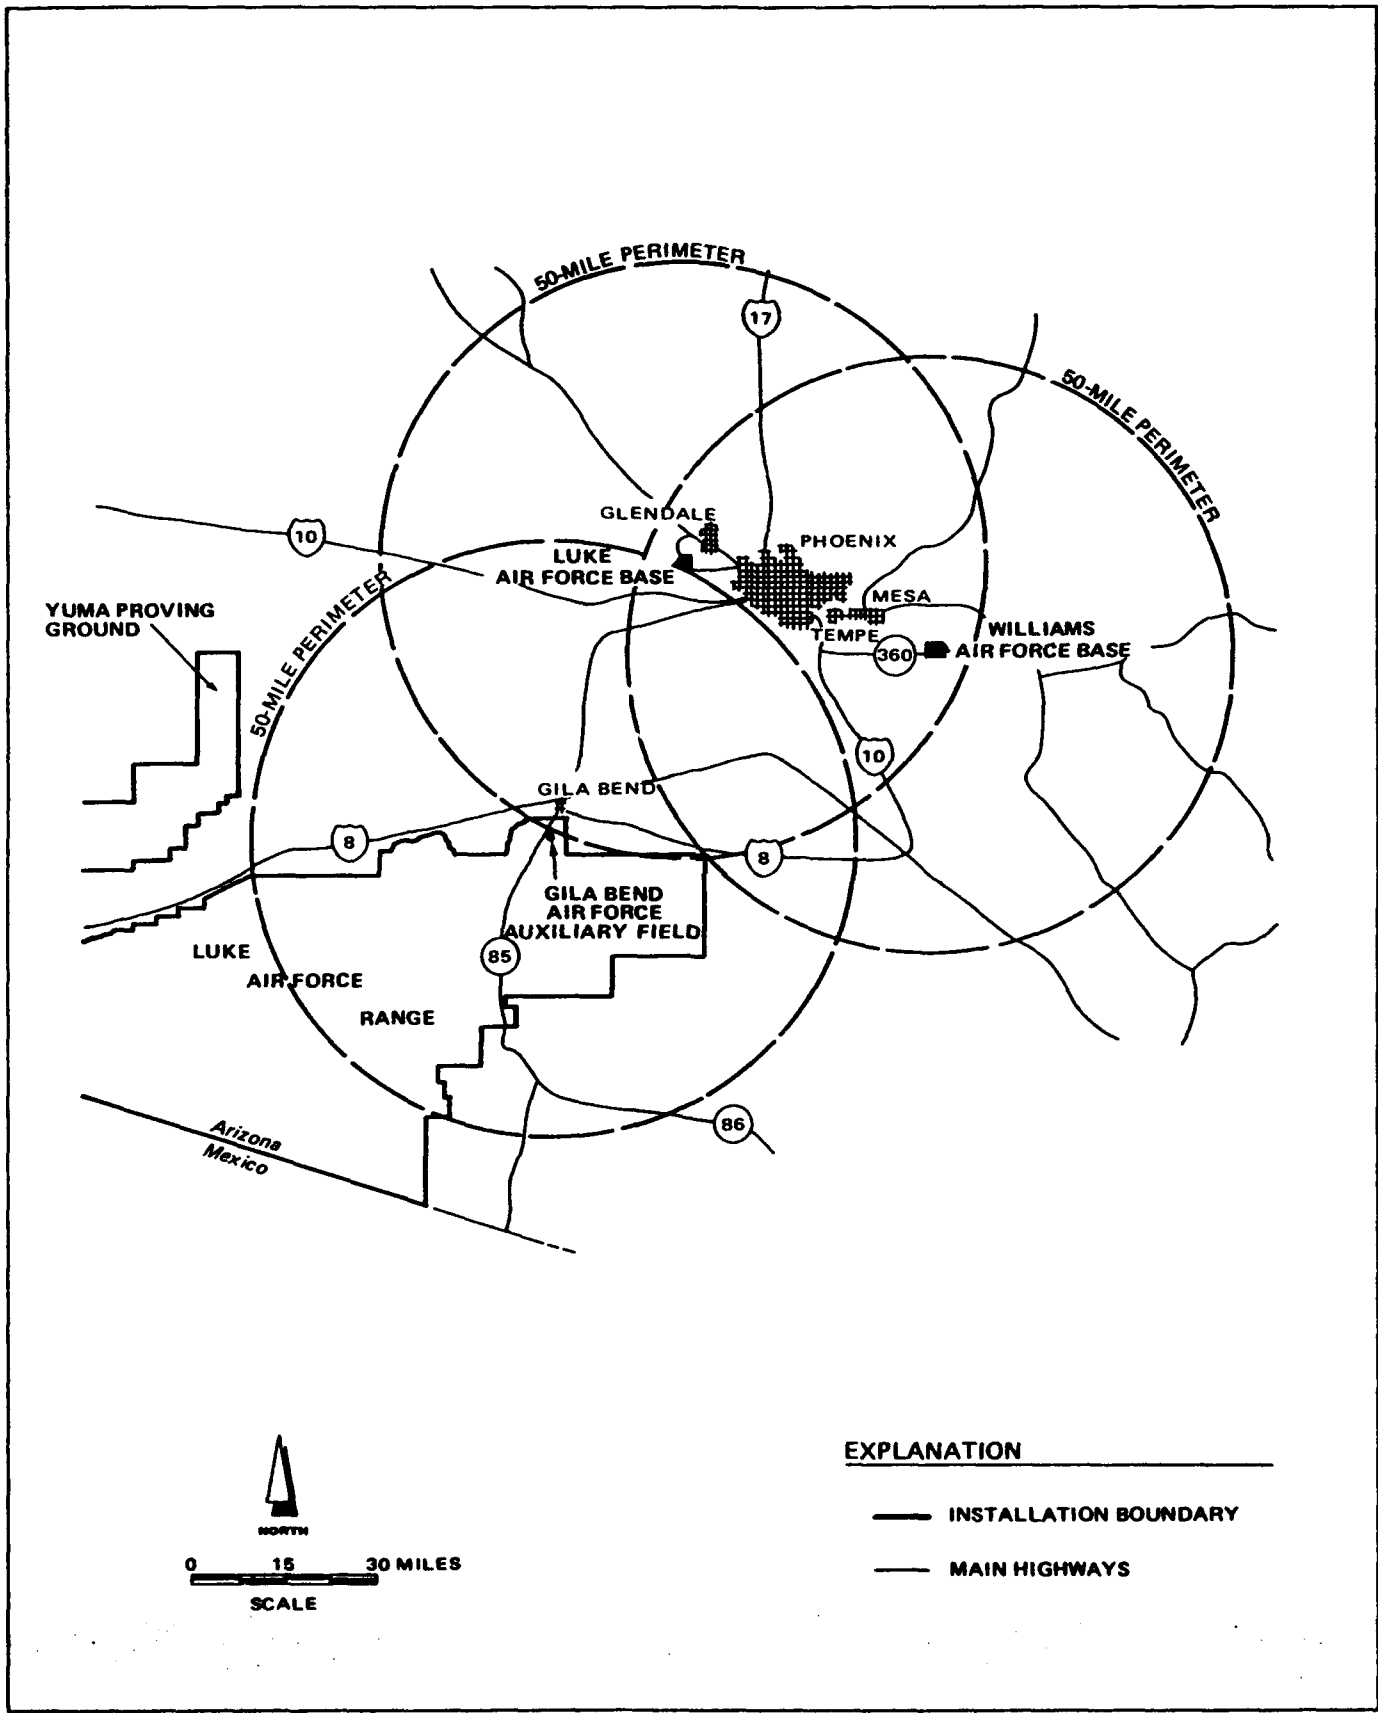 50-MILE PERIMETER
17
50-MILE PERIMETER
GLENDALE
10
PHOENIX
LUKE
AIR FORCE BASE
50-MILE PERIMETER
MESA
YUMA PROVING
GROUND
TEMPE
WILLIAMS
AIR FORCE BASE
360
10
GILA BEND
8
8
GILA BEND
AIR FORCE
AUXILIARY FIELD
LUKE
AIR FORCE
RANGE
85
86
Arizona
Mexico
NORTH
0 15 30 MILES
SCALE
EXPLANATION
INSTALLATION BOUNDARY
MAIN HIGHWAYS